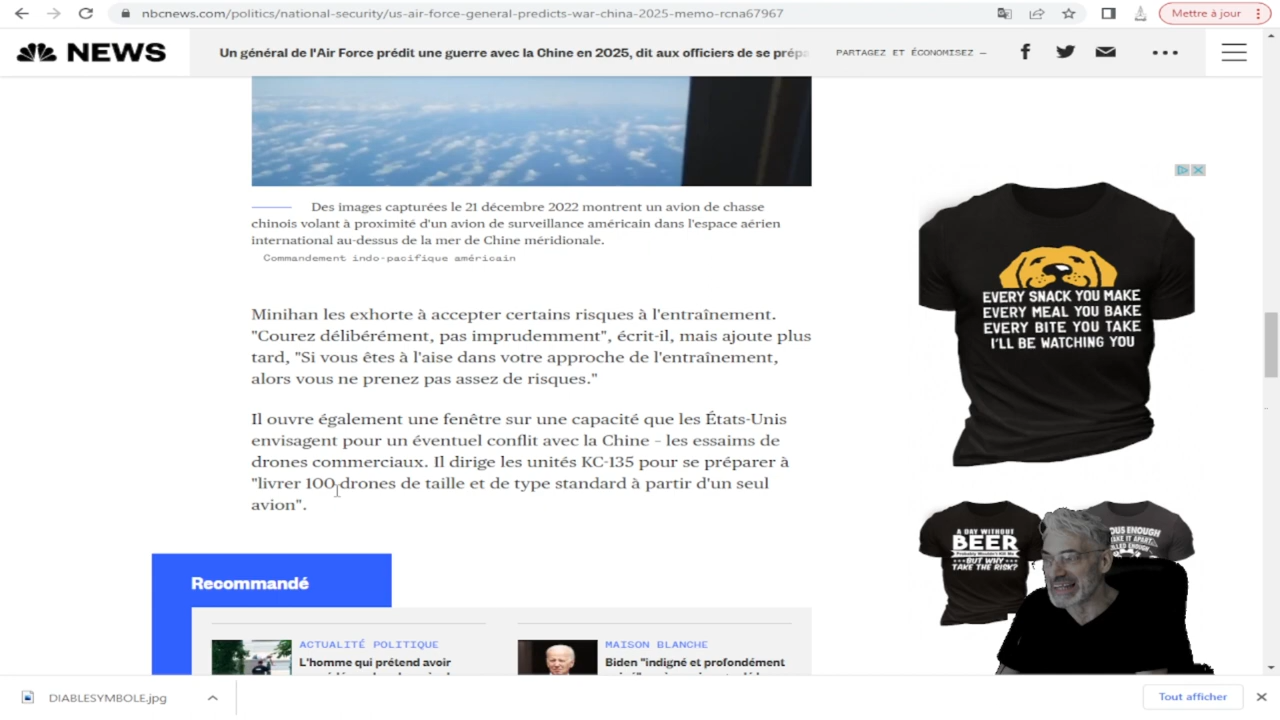 nbcnews.com/politics/national-security/us-air-force-general-predicts-war-china-2025-memo-rcna67967
Mettre à jour
NEWS
Un général de l'Air Force prédit une guerre avec la Chine en 2025, dit aux officiers de se prépa
PARTAGEZ ET ÉCONOMISEZ —
Des images capturées le 21 décembre 2022 montrent un avion de chasse
chinois volant à proximité d'un avion de surveillance américain dans l'espace aérien
international au-dessus de la mer de Chine méridionale.
Commandement indo-pacifique américain
Minihan les exhorte à accepter certains risques à l'entraînement.
"Courez délibérément, pas imprudemment", écrit-il, mais ajoute plus
tard, "Si vous êtes à l'aise dans votre approche de l'entraînement,
alors vous ne prenez pas assez de risques."
Il ouvre également une fenêtre sur une capacité que les États-Unis
envisagent pour un éventuel conflit avec la Chine - les essaims de
drones commerciaux. Il dirige les unités KC-135 pour se préparer à
"livrer 100 drones de taille et de type standard à partir d'un seul
avion".
EVERY SNACK YOU MAKE
EVERY MEAL YOU BAKE
EVERY BITE YOU TAKE
I'LL BE WATCHING YOU
A DAY WITHOUT
BEER
BUT WHY
TAKE THE RISK?
ENOUGH
TAKE IT APART
Recommandé
ACTUALITÉ POLITIQUE
L'homme qui prétend avoir
MAISON BLANCHE
Biden "indigné et profondément
DIABLESYMBOLE.jpg
Tout afficher